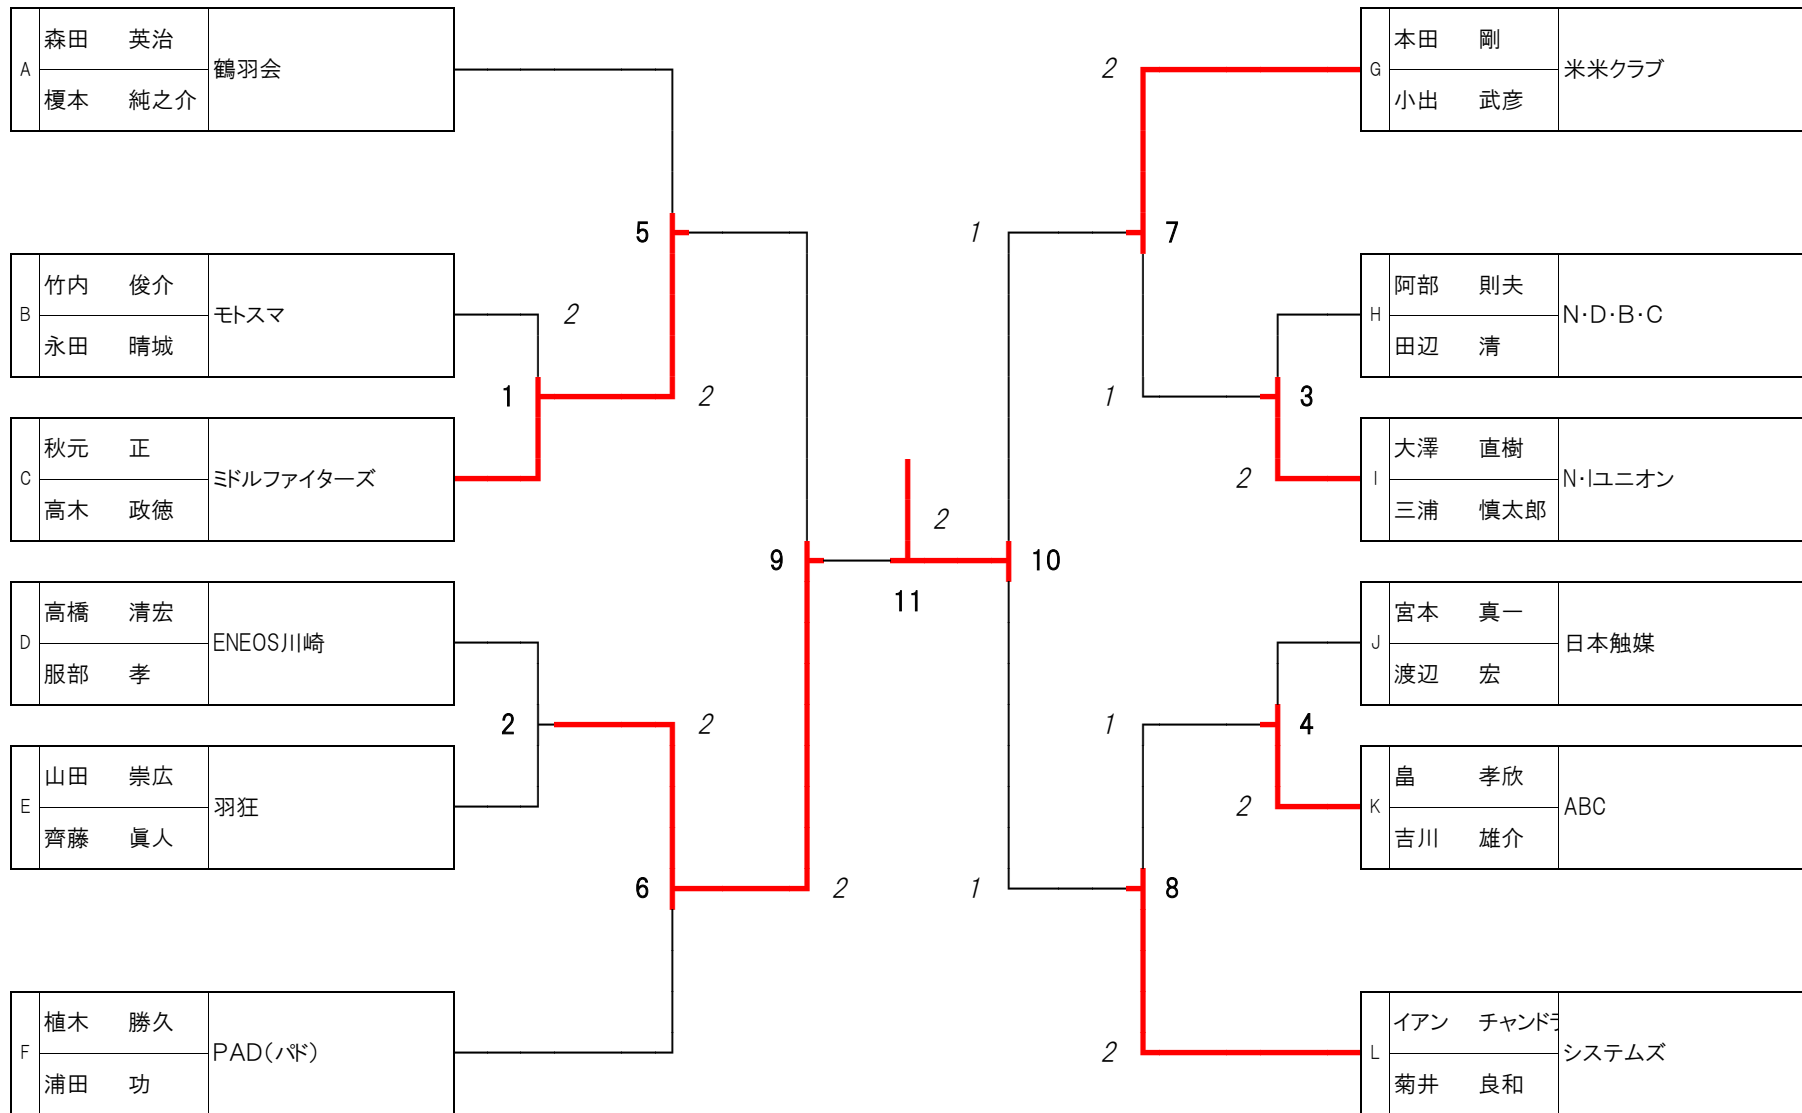 A 森田 英治 鶴羽会
榎本 純之介
B 竹内 俊介 モトスマ
永田 晴城
C 秋元 正 ミドルファイターズ
高木 政徳
D 高橋 清宏 ENEOS川崎
服部 孝
E 山田 崇広 羽狂
齊藤 眞人
F 植木 勝久 PAD(パド)
浦田 功
5
2
1
2
2
2
6
2
9
11
2
10
1
1
2
7
1
3
2
1
4
2
8
2
G 本田 剛 米米クラブ
小出 武彦
H 阿部 則夫 N・D・B・C
田辺 清
I 大澤 直樹 N・Iユニオン
三浦 慎太郎
J 宮本 真一 日本触媒
渡辺 宏
K 畠 孝欣 ABC
吉川 雄介
L イアン チャンドラ システムズ
菊井 良和